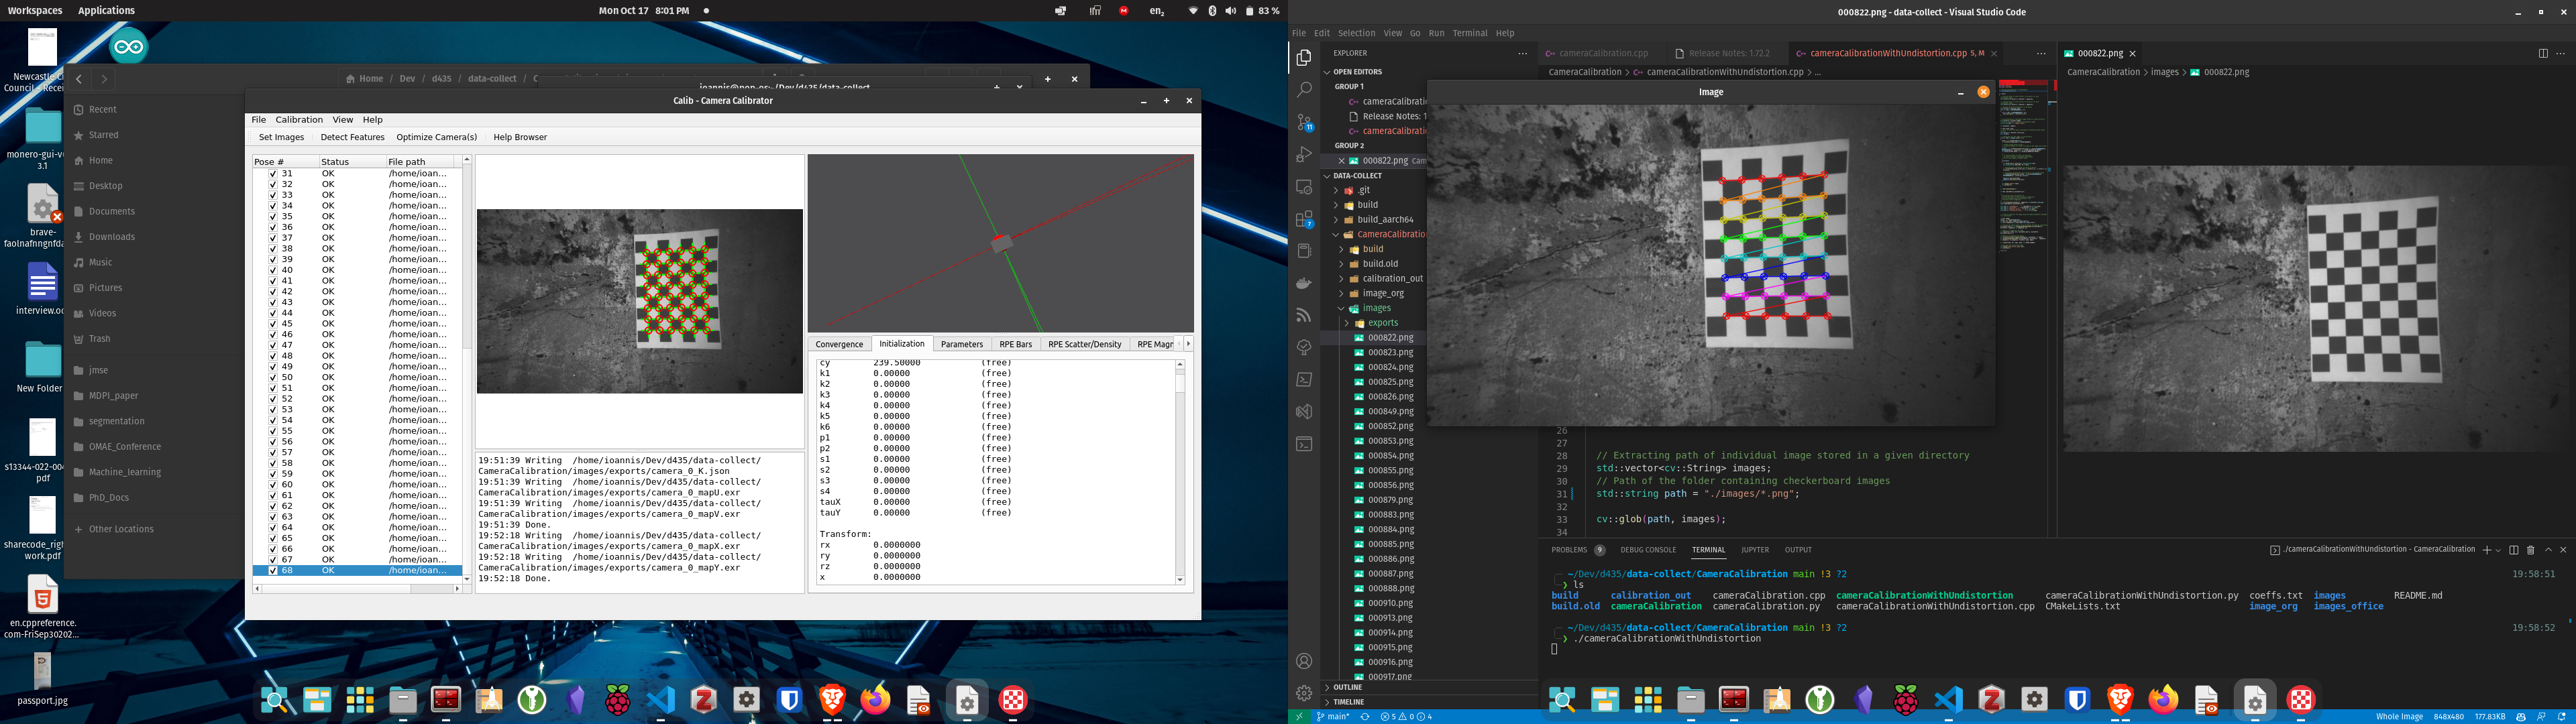 Workspaces Applications
Mon Oct 17 8:01 PM
en₂
83 %
Newcastle Ci
Council - Recei
monero-gui-v
3.1
brave-
faolnafnngnfda
interview.od
New Folder
s13344-022-004
pdf
sharecode_righ
work.pdf
en.cppreference.
com-FriSep30202...
passport.jpg
Home / Dev / d435 / data-collect / C
Recent
Starred
Home
Desktop
Documents
Downloads
Music
Pictures
Videos
Trash
jmse
MDPI_paper
segmentation
OMAE_Conference
Machine_learning
PhD_Docs
Other Locations
ioannis@pop-os:~/Dev/d435/data-collect
Calib - Camera Calibrator
File Calibration View Help
Set Images Detect Features Optimize Camera(s) Help Browser
Pose # Status File path
31 OK /home/ioan...
32 OK /home/ioan...
33 OK /home/ioan...
34 OK /home/ioan...
35 OK /home/ioan...
36 OK /home/ioan...
37 OK /home/ioan...
38 OK /home/ioan...
39 OK /home/ioan...
40 OK /home/ioan...
41 OK /home/ioan...
42 OK /home/ioan...
43 OK /home/ioan...
44 OK /home/ioan...
45 OK /home/ioan...
46 OK /home/ioan...
47 OK /home/ioan...
48 OK /home/ioan...
49 OK /home/ioan...
50 OK /home/ioan...
51 OK /home/ioan...
52 OK /home/ioan...
53 OK /home/ioan...
54 OK /home/ioan...
55 OK /home/ioan...
56 OK /home/ioan...
57 OK /home/ioan...
58 OK /home/ioan...
59 OK /home/ioan...
60 OK /home/ioan...
61 OK /home/ioan...
62 OK /home/ioan...
63 OK /home/ioan...
64 OK /home/ioan...
65 OK /home/ioan...
66 OK /home/ioan...
67 OK /home/ioan...
68 OK /home/ioan...
19:51:39 Writing /home/ioannis/Dev/d435/data-collect/
CameraCalibration/images/exports/camera_0_K.json
19:51:39 Writing /home/ioannis/Dev/d435/data-collect/
CameraCalibration/images/exports/camera_0_mapU.exr
19:51:39 Writing /home/ioannis/Dev/d435/data-collect/
CameraCalibration/images/exports/camera_0_mapV.exr
19:51:39 Done.
19:52:18 Writing /home/ioannis/Dev/d435/data-collect/
CameraCalibration/images/exports/camera_0_mapX.exr
19:52:18 Writing /home/ioannis/Dev/d435/data-collect/
CameraCalibration/images/exports/camera_0_mapY.exr
19:52:18 Done.
Convergence Initialization Parameters RPE Bars RPE Scatter/Density RPE Magr
cy 239.50000 (free)
k1 0.00000 (free)
k2 0.00000 (free)
k3 0.00000 (free)
k4 0.00000 (free)
k5 0.00000 (free)
k6 0.00000 (free)
p1 0.00000 (free)
p2 0.00000 (free)
s1 0.00000 (free)
s2 0.00000 (free)
s3 0.00000 (free)
s4 0.00000 (free)
tauX 0.00000 (free)
tauY 0.00000 (free)
Transform:
rx 0.0000000
ry 0.0000000
rz 0.0000000
x 0.0000000
000822.png - data-collect - Visual Studio Code
File Edit Selection View Go Run Terminal Help
EXPLORER
OPEN EDITORS
GROUP 1
cameraCalibrati
Release Notes: 1
cameraCalibrati
GROUP 2
000822.png Cam
DATA-COLLECT
.git
build
build_aarch64
CameraCalibration
build
build.old
calibration_out
image_org
images
exports
000822.png
000823.png
000824.png
000825.png
000826.png
000849.png
000852.png
000853.png
000854.png
000855.png
000856.png
000879.png
000883.png
000884.png
000885.png
000886.png
000887.png
000888.png
000910.png
000913.png
000914.png
000915.png
000916.png
000917.png
OUTLINE
TIMELINE
11
7
cameraCalibration.cpp Release Notes: 1.72.2 cameraCalibrationWithUndistortion.cpp 5, M
CameraCalibration > cameraCalibrationWithUndistortion.cpp > ...
Image
26
27
28 // Extracting path of individual image stored in a given directory
29 std::vector<cv::String> images;
30 // Path of the folder containing checkerboard images
31 std::string path = "./images/*.png";
32
33 cv::glob(path, images);
34
000822.png
CameraCalibration > images > 000822.png
PROBLEMS 9 DEBUG CONSOLE TERMINAL JUPYTER OUTPUT
./cameraCalibrationWithUndistortion - CameraCalibration
~/Dev/d435/data-collect/CameraCalibration main !3 ?2 19:58:51
ls
build calibration_out cameraCalibration.cpp cameraCalibrationWithUndistortion cameraCalibrationWithUndistortion.py coeffs.txt images README.md
build.old cameraCalibration cameraCalibration.py cameraCalibrationWithUndistortion.cpp CMakeLists.txt image_org images_office
~/Dev/d435/data-collect/CameraCalibration main !3 ?2 19:58:52
./cameraCalibrationWithUndistortion
main* 5 0 4
Whole Image 848x480 177.83KB